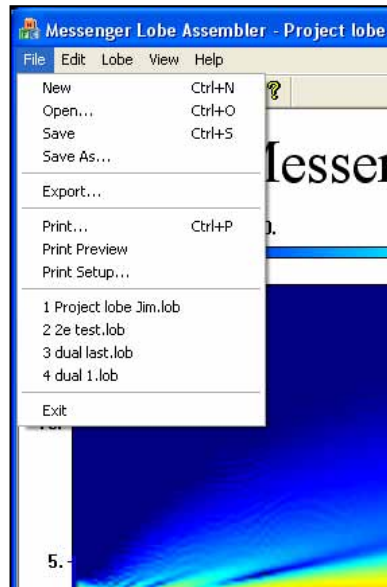 Messenger Lobe Assembler - Project lobe
File Edit Lobe View Help
New Ctrl+N
Open... Ctrl+O
Save Ctrl+S
Save As...
Export...
Print... Ctrl+P
Print Preview
Print Setup...
1 Project lobe Jim.lob
2 2e test.lob
3 dual last.lob
4 dual 1.lob
Exit
5.